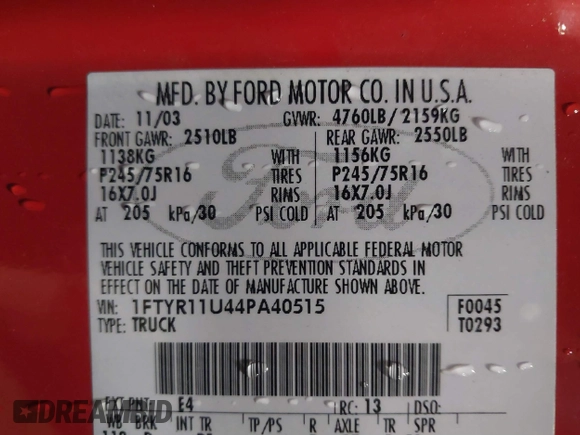 MFD. BY FORD MOTOR CO. IN U.S.A.
DATE: 11/03 GVWR: 4760LB/2159KG
FRONT GAWR: 2510LB REAR GAWR: 2550LB
1138KG WITH 1156KG WITH
P245/75R16 TIRES P245/75R16 TIRES
16X7.0J RIMS 16X7.0J RIMS
AT 205 kPa/30 PSI COLD AT 205 kPa/30 PSI COLD
Ford
THIS VEHICLE CONFORMS TO ALL APPLICABLE FEDERAL MOTOR
VEHICLE SAFETY AND THEFT PREVENTION STANDARDS IN
EFFECT ON THE DATE OF MANUFACTURE SHOWN ABOVE.
VIN: 1FTYR11U44PA40515 F0045
TYPE: TRUCK T0293
EXT PNT: E4 RC: 13 DSO:
WB BRK INT TR TP/PS R AXLE TR SPR
DREAMBID